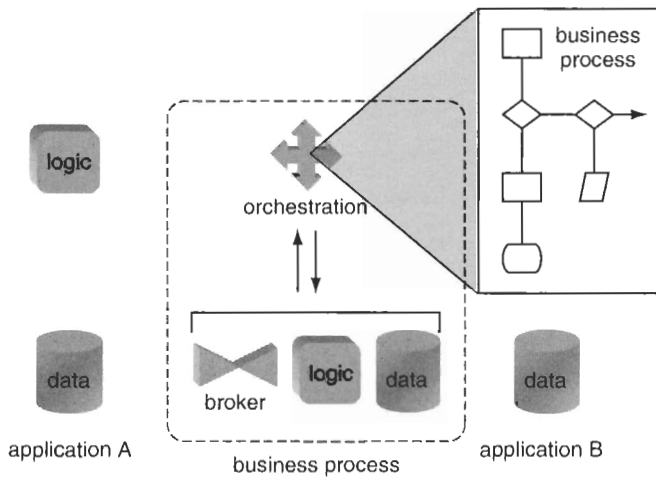 business
process
logic
orchestration
data
broker
logic
data
data
application A
business process
application B